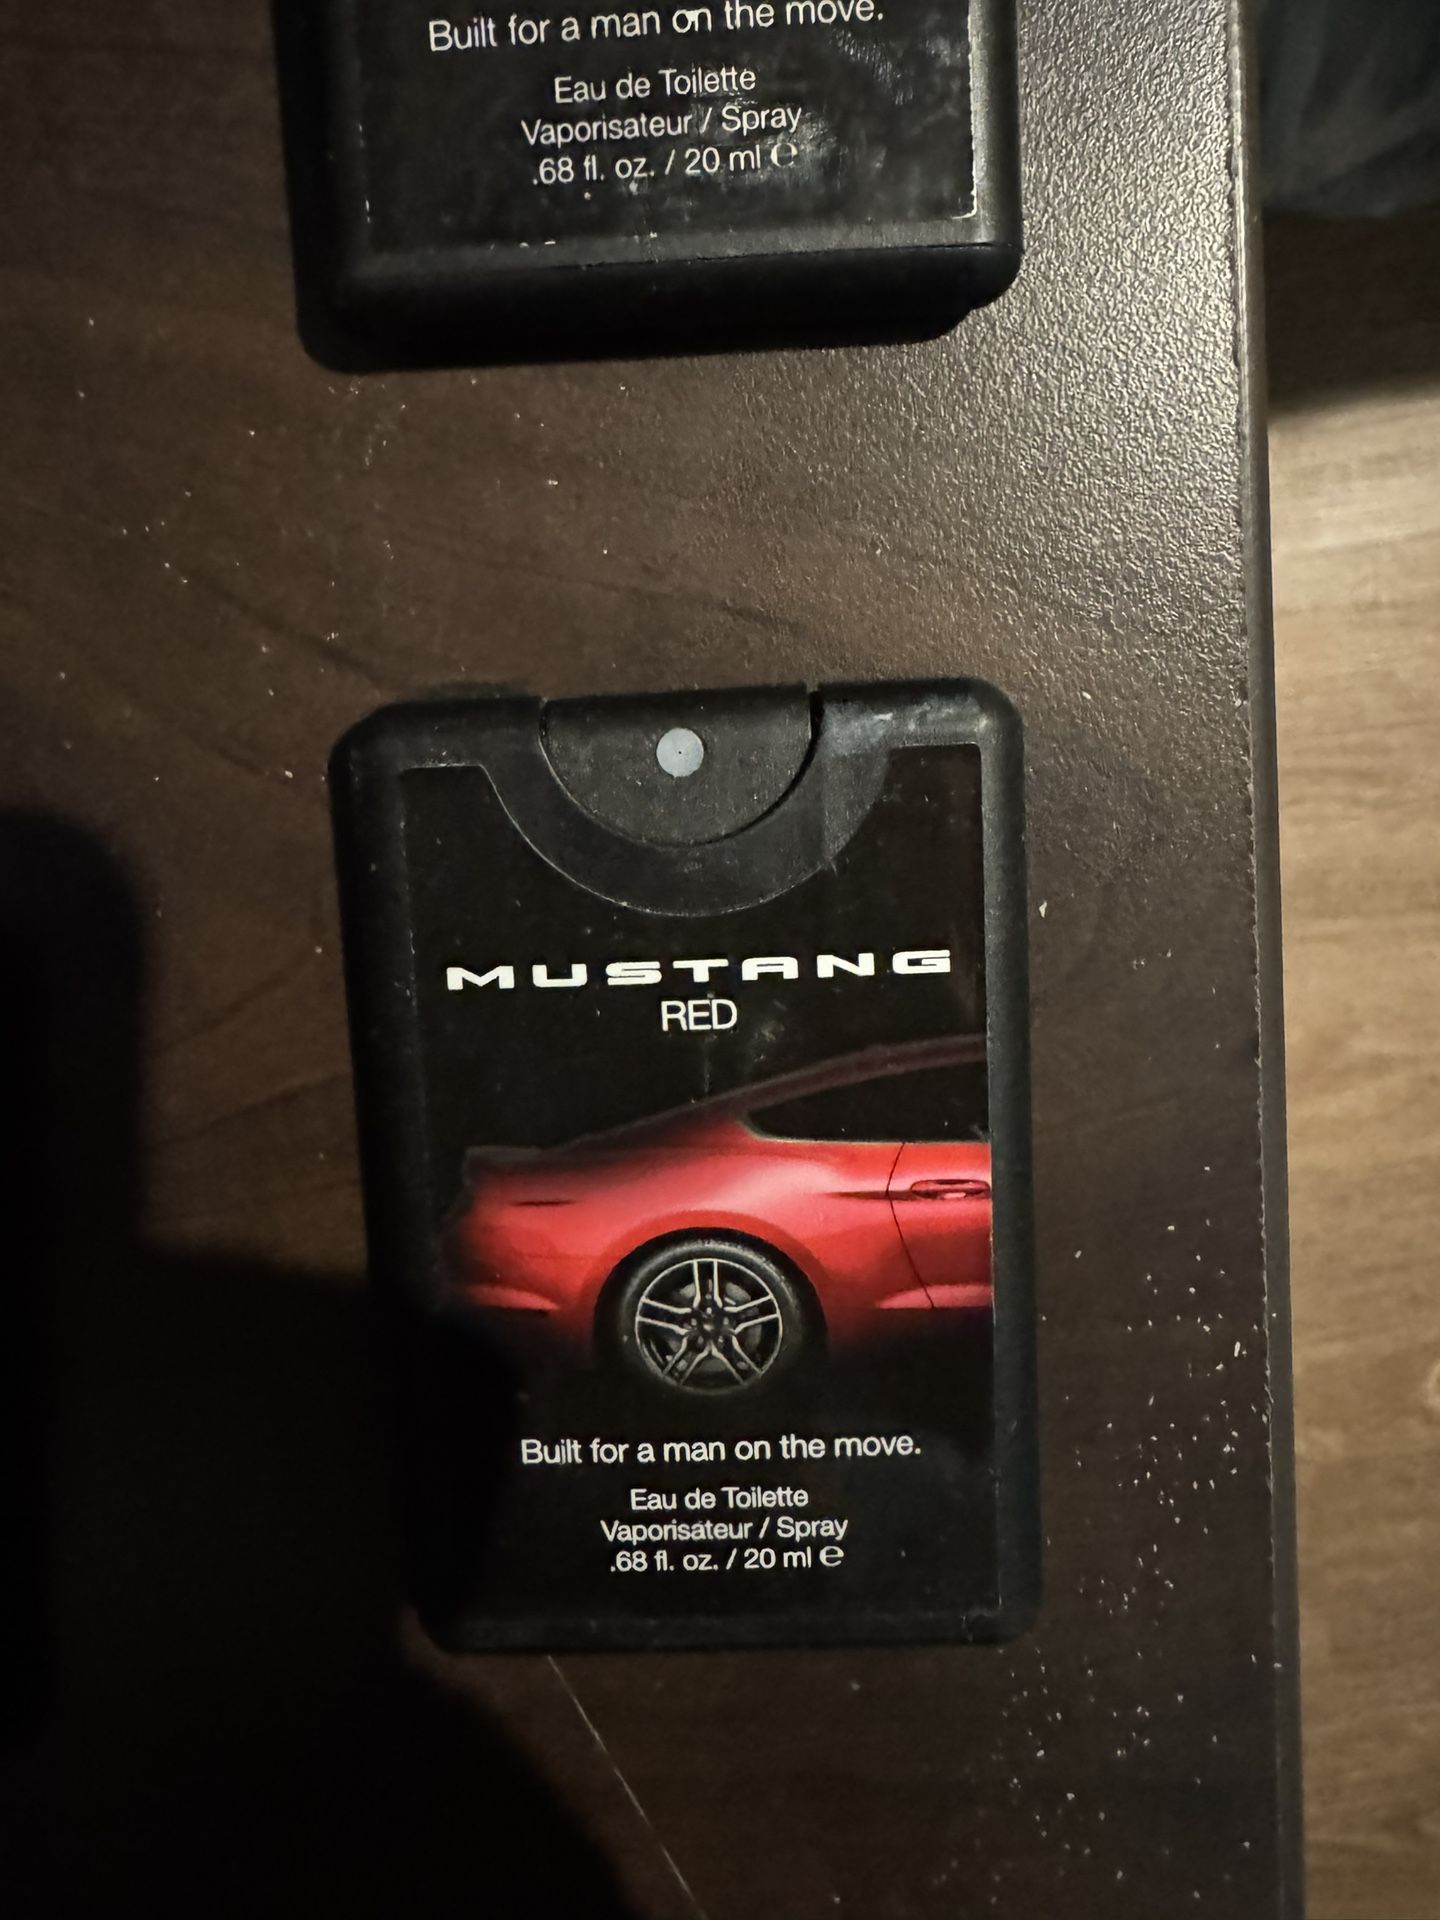 Built for a man on the move.
Eau de Toilette
Vaporisateur / Spray
.68 fl. oz. / 20 ml ℮
MUSTANG
RED
Built for a man on the move.
Eau de Toilette
Vaporisateur / Spray
.68 fl. oz. / 20 ml ℮